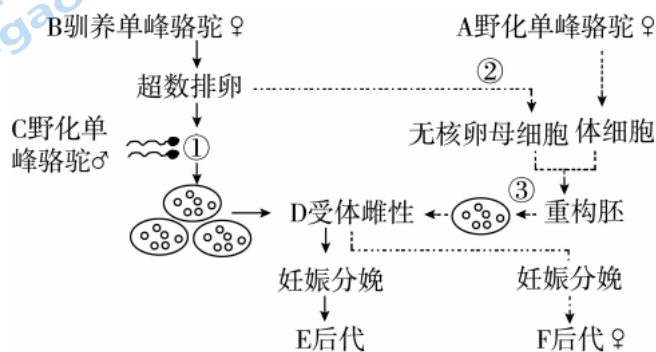 B驯养单峰骆驼♀
A野化单峰骆驼♀
超数排卵
②
C野化单
峰骆驼♂
①
无核卵母细胞
体细胞
③
D受体雌性
重构胚
妊娠分娩
妊娠分娩
E后代
F后代♀